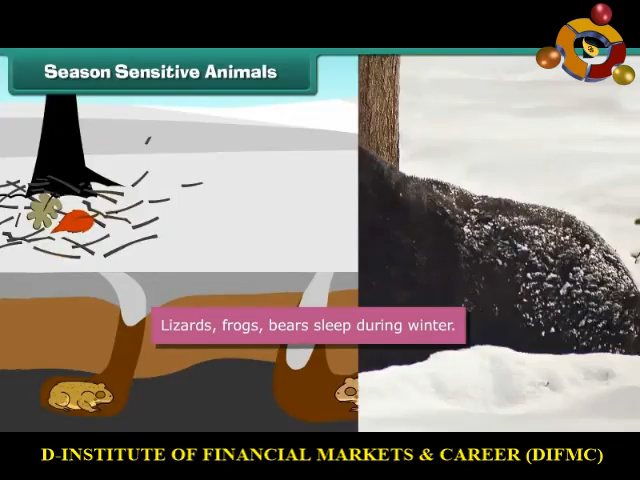 Season Sensitive Animals
Lizards, frogs, bears sleep during winter.
D-INSTITUTE OF FINANCIAL MARKETS & CAREER (DIFMC)